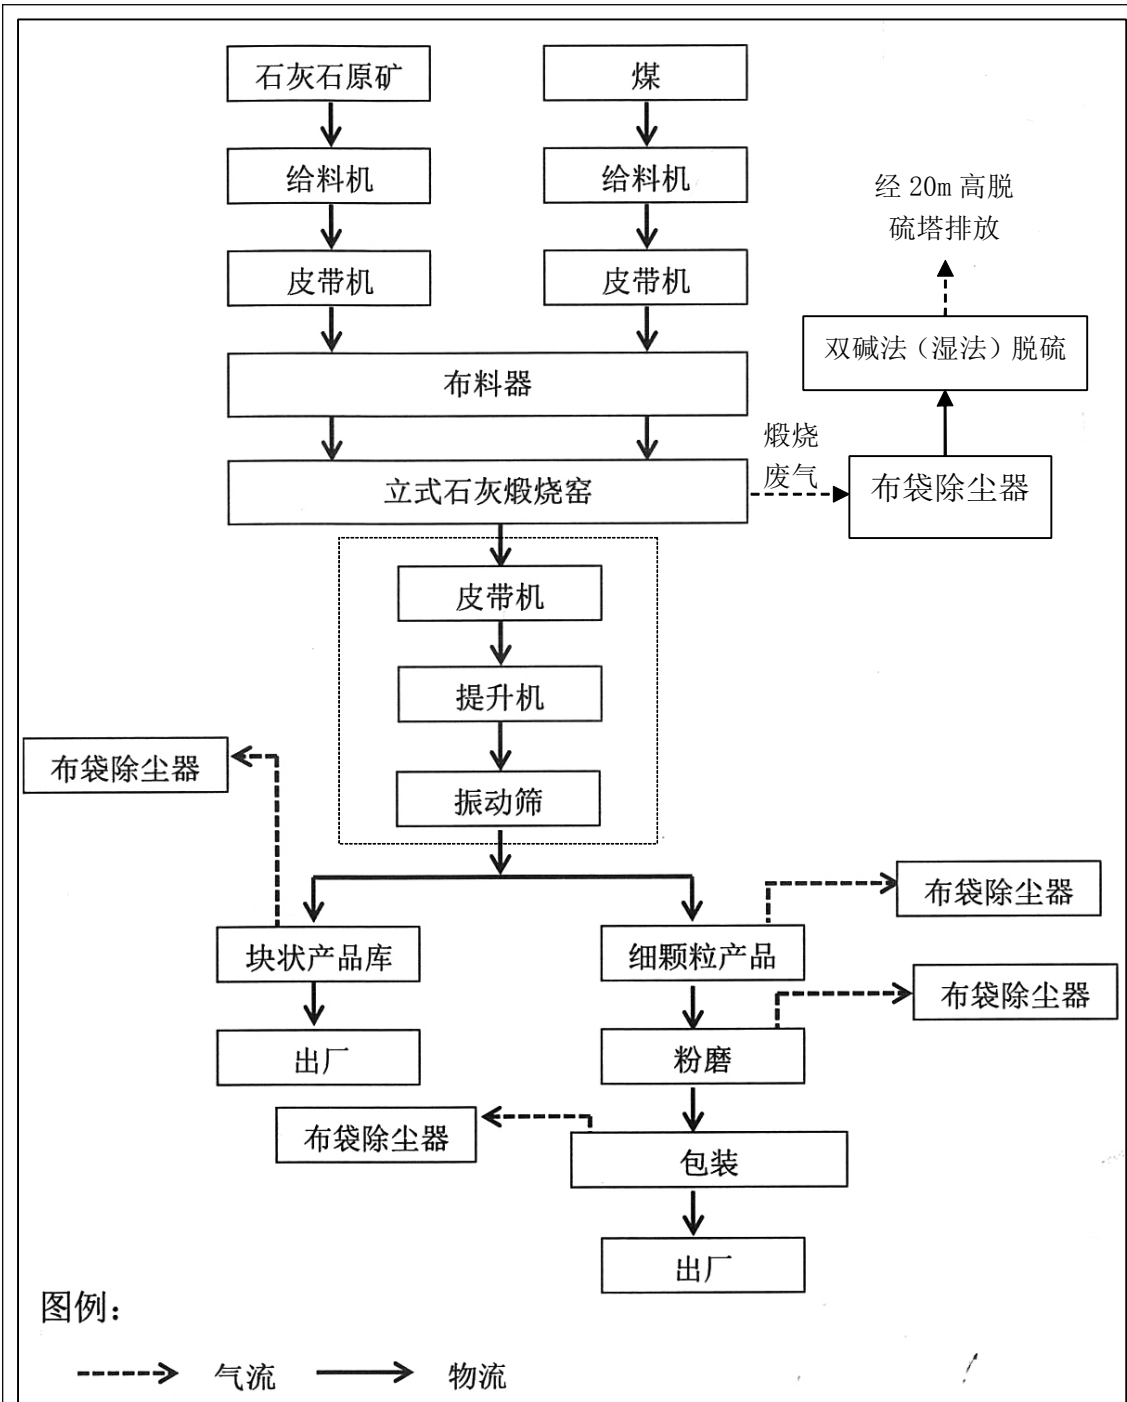 石灰石原矿
煤
给料机
给料机
经 20m 高脱
硫塔排放
皮带机
皮带机
双碱法（湿法）脱硫
布料器
煅烧
废气
立式石灰煅烧窑
布袋除尘器
皮带机
提升机
布袋除尘器
振动筛
布袋除尘器
块状产品库
细颗粒产品
布袋除尘器
出厂
粉磨
布袋除尘器
包装
出厂
图例：
气流
物流